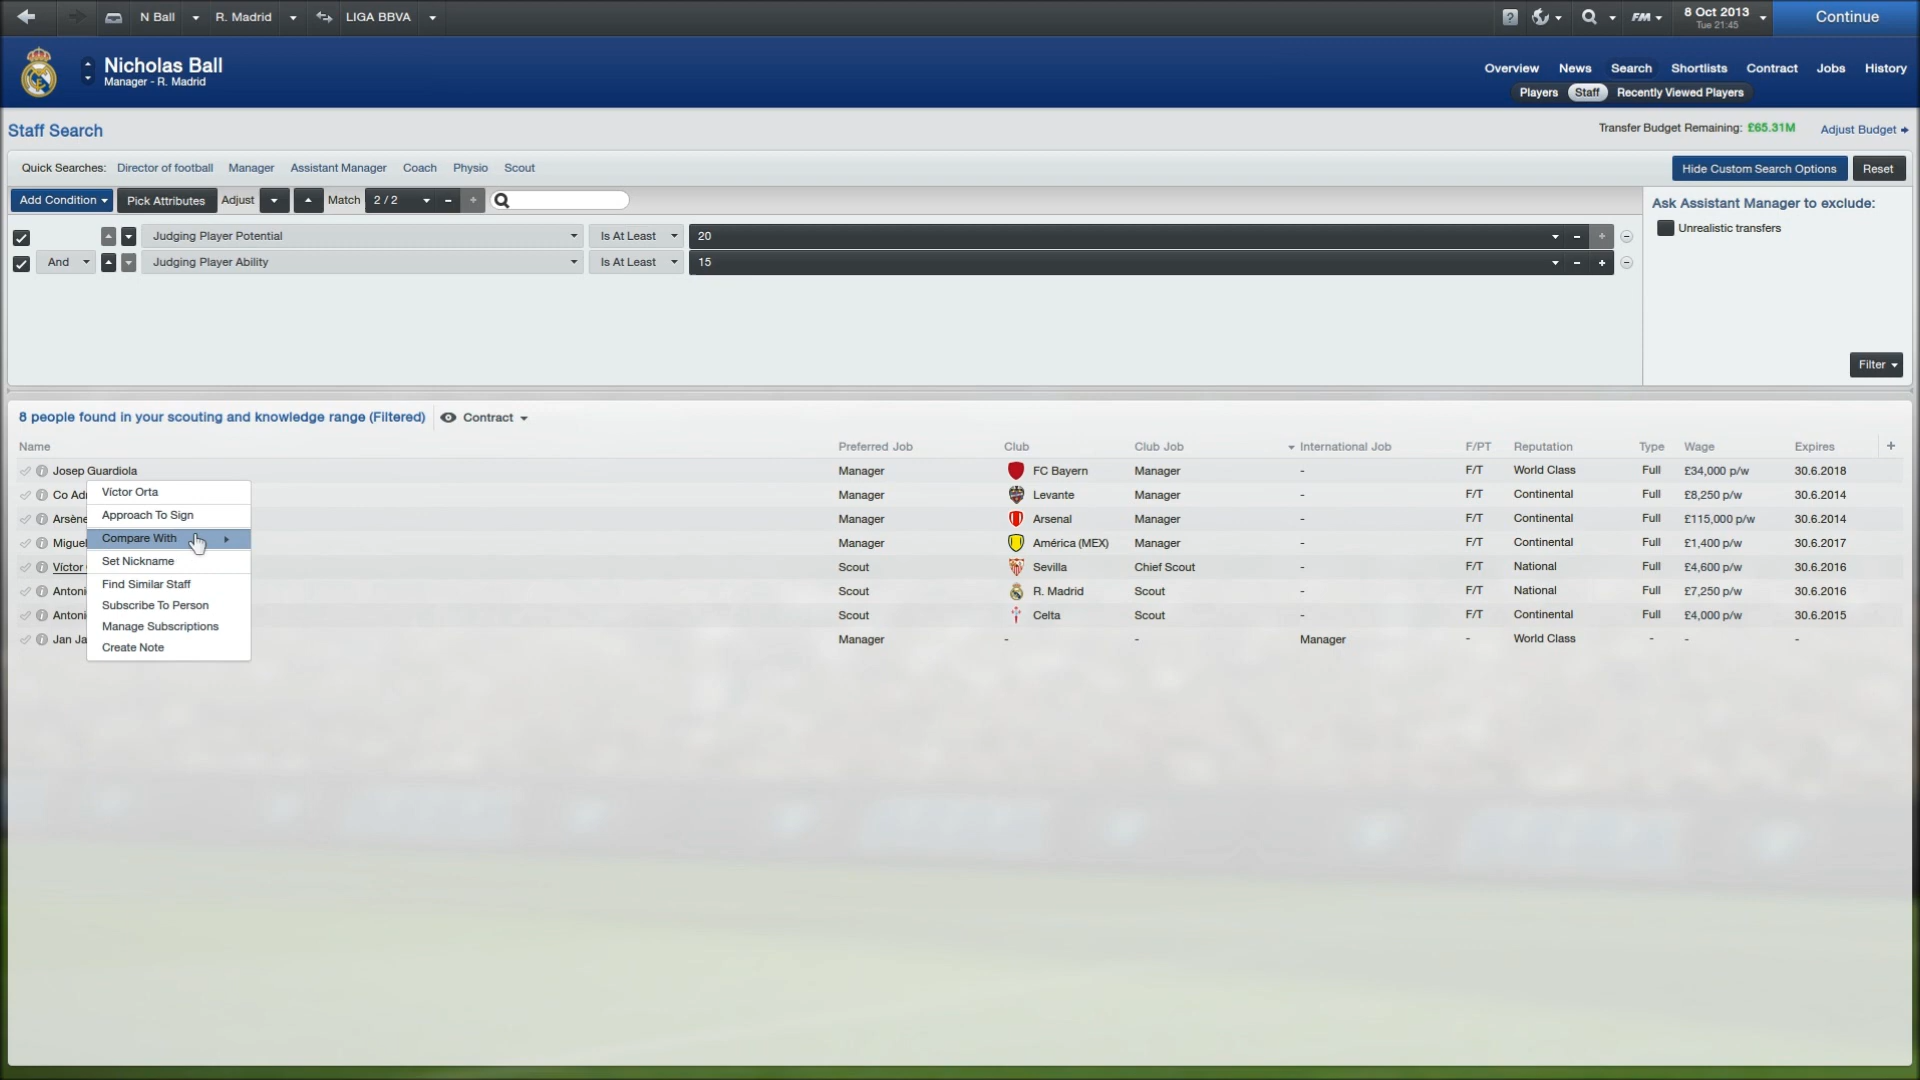 N Ball R. Madrid LIGA BBVA ? FM 8 Oct 2013 Continue
Tue 21:45
Nicholas Ball
Manager - R. Madrid
Overview News Search Shortlists Contract Jobs History
Players Staff Recently Viewed Players
Staff Search
Transfer Budget Remaining: £65.31M Adjust Budget
Quick Searches: Director of football Manager Assistant Manager Coach Physio Scout Hide Custom Search Options Reset
Add Condition Pick Attributes Adjust Match 2 / 2 - +
Ask Assistant Manager to exclude:
Unrealistic transfers
Judging Player Potential Is At Least 20 - +
And Judging Player Ability Is At Least 15 - +
Filter
8 people found in your scouting and knowledge range (Filtered) Contract
Name Preferred Job Club Club Job International Job F/PT Reputation Type Wage Expires +
Josep Guardiola Manager FC Bayern Manager - F/T World Class Full £34,000 p/w 30.6.2018
Co Adr Manager Levante Manager - F/T Continental Full £8,250 p/w 30.6.2014
Arsène Manager Arsenal Manager - F/T Continental Full £115,000 p/w 30.6.2014
Miguel Manager América (MEX) Manager - F/T Continental Full £1,400 p/w 30.6.2017
Víctor Scout Sevilla Chief Scout - F/T National Full £4,600 p/w 30.6.2016
Antoni Scout R. Madrid Scout - F/T National Full £7,250 p/w 30.6.2016
Antoni Scout Celta Scout - F/T Continental Full £4,000 p/w 30.6.2015
Jan Ja Manager - - Manager - World Class - - -
Víctor Orta
Approach To Sign
Compare With
Set Nickname
Find Similar Staff
Subscribe To Person
Manage Subscriptions
Create Note